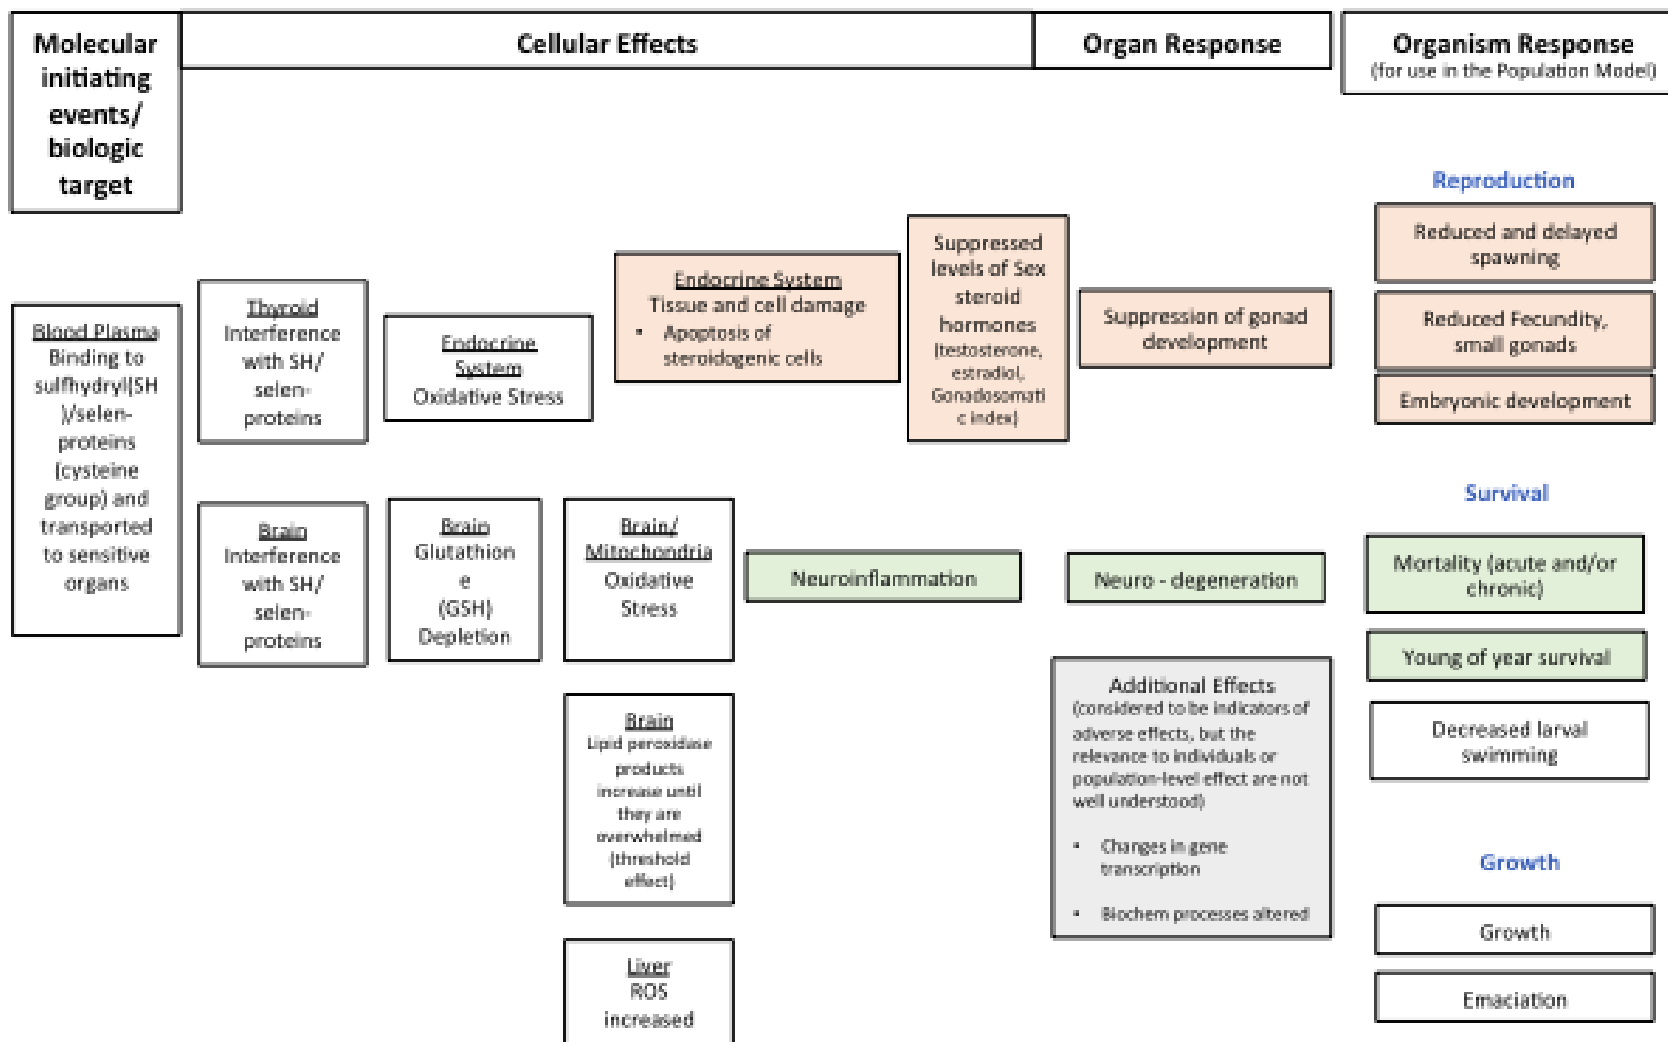 Molecular
initiating
events/
biologic
target
Cellular Effects
Organ Response
Organism Response
(for use in the Population Model)
Blood Plasma
Binding to
sulfhydryl(SH
)/selen-
proteins
(cysteine
group) and
transported
to sensitive
organs
Thyroid
Interference
with SH/
selen-
proteins
Endocrine
System
Oxidative Stress
Endocrine System
Tissue and cell damage
• Apoptosis of
steroidogenic cells
Suppressed
levels of Sex
steroid
hormones
(testosterone,
estradiol,
Gonadosomati
c index)
Suppression of gonad
development
Reproduction
Reduced and delayed
spawning
Reduced Fecundity,
small gonads
Embryonic development
Brain
Interference
with SH/
selen-
proteins
Brain
Glutathion
e
(GSH)
Depletion
Brain/
Mitochondria
Oxidative
Stress
Neuroinflammation
Neuro - degeneration
Survival
Mortality (acute and/or
chronic)
Young of year survival
Decreased larval
swimming
Brain
Lipid peroxidase
products
increase until
they are
overwhelmed
(threshold
effect)
Additional Effects
(considered to be indicators of
adverse effects, but the
relevance to individuals or
population-level effect are not
well understood)
• Changes in gene
transcription
• Biochem processes altered
Growth
Growth
Emaciation
Liver
ROS
increased